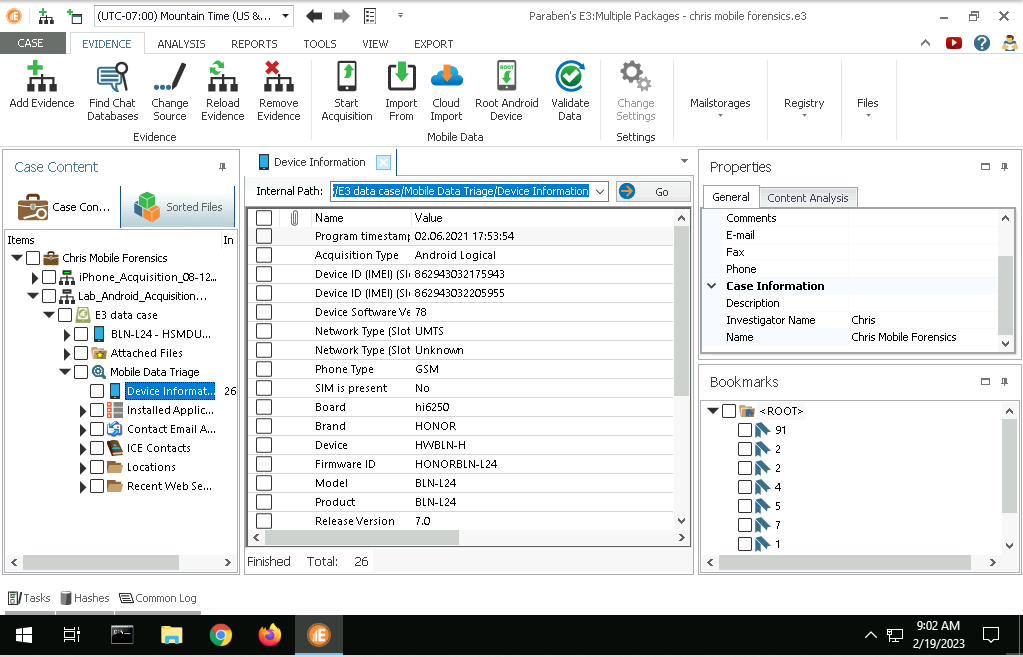 (UTC-07:00) Mountain Time (US &...
Paraben's E3:Multiple Packages - chris mobile forensics.e3
CASE EVIDENCE ANALYSIS REPORTS TOOLS VIEW EXPORT
Add Evidence
Find Chat Databases
Change Source
Reload Evidence
Remove Evidence
Start Acquisition
Import From
Cloud Import
ROOT
Root Android Device
Validate Data
Change Settings
Mailstorages
Registry
Files
Evidence
Mobile Data
Settings
Case Content
Case Con...
Sorted Files
Items In
Chris Mobile Forensics
iPhone_Acquisition_08-12...
Lab_Android_Acquisition...
E3 data case
BLN-L24 - HSMDU...
Attached Files
Mobile Data Triage
Device Informat... 26
Installed Applic...
Contact Email A...
ICE Contacts
Locations
Recent Web Se...
Device Information
Internal Path: /E3 data case/Mobile Data Triage/Device Information Go
Name Value
Program timestamp 02.06.2021 17:53:54
Acquisition Type Android Logical
Device ID (IMEI) (Slo 862943032175943
Device ID (IMEI) (Slo 862943032205955
Device Software Ve 78
Network Type (Slot UMTS
Network Type (Slot Unknown
Phone Type GSM
SIM is present No
Board hi6250
Brand HONOR
Device HWBLN-H
Firmware ID HONORBLN-L24
Model BLN-L24
Product BLN-L24
Release Version 7.0
Finished Total: 26
Properties
General Content Analysis
Comments
E-mail
Fax
Phone
Case Information
Description
Investigator Name Chris
Name Chris Mobile Forensics
Bookmarks
<ROOT>
91
2
2
4
5
7
1
Tasks Hashes Common Log
9:02 AM
2/19/2023